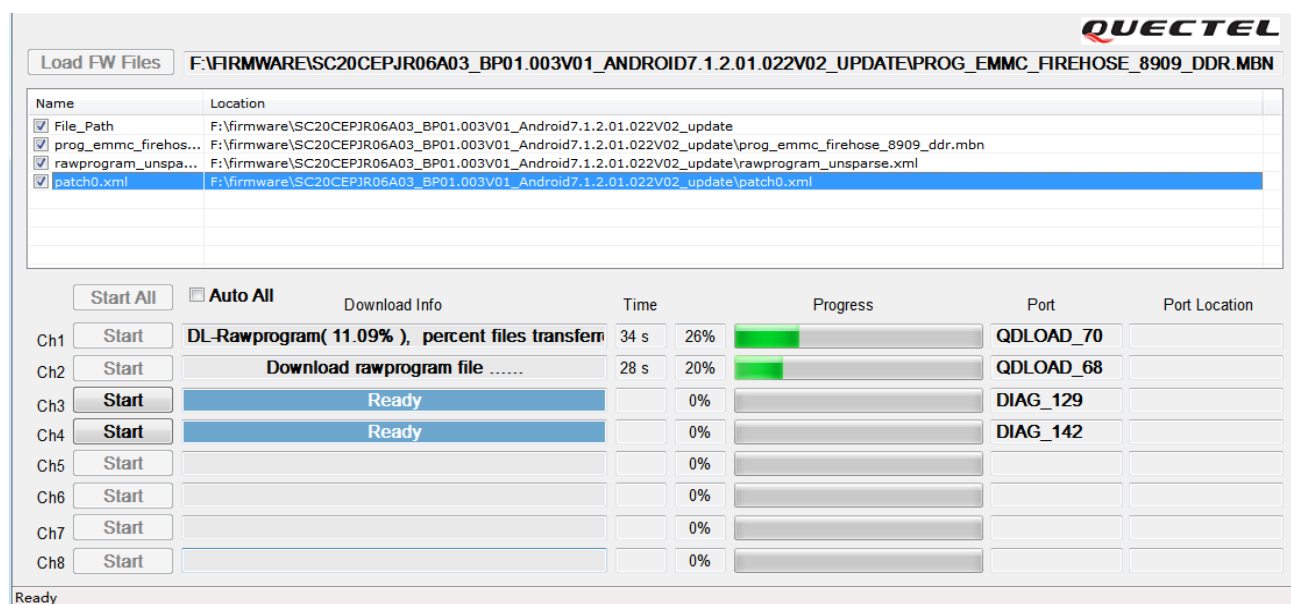 QUECTEL
Load FW Files F:\FIRMWARE\SC20CEPJR06A03_BP01.003V01_ANDROID7.1.2.01.022V02_UPDATE\PROG_EMMC_FIREHOSE_8909_DDR.MBN
Name Location
File_Path F:\firmware\SC20CEPJR06A03_BP01.003V01_Android7.1.2.01.022V02_update
prog_emmc_firehos... F:\firmware\SC20CEPJR06A03_BP01.003V01_Android7.1.2.01.022V02_update\prog_emmc_firehose_8909_ddr.mbn
rawprogram_unspa... F:\firmware\SC20CEPJR06A03_BP01.003V01_Android7.1.2.01.022V02_update\rawprogram_unsparse.xml
patch0.xml F:\firmware\SC20CEPJR06A03_BP01.003V01_Android7.1.2.01.022V02_update\patch0.xml
Start All Auto All Download Info Time Progress Port Port Location
Ch1 Start DL-Rawprogram( 11.09% ), percent files transferr 34 s 26% QDLOAD_70
Ch2 Start Download rawprogram file ...... 28 s 20% QDLOAD_68
Ch3 Start Ready 0% DIAG_129
Ch4 Start Ready 0% DIAG_142
Ch5 Start 0%
Ch6 Start 0%
Ch7 Start 0%
Ch8 Start 0%
Ready